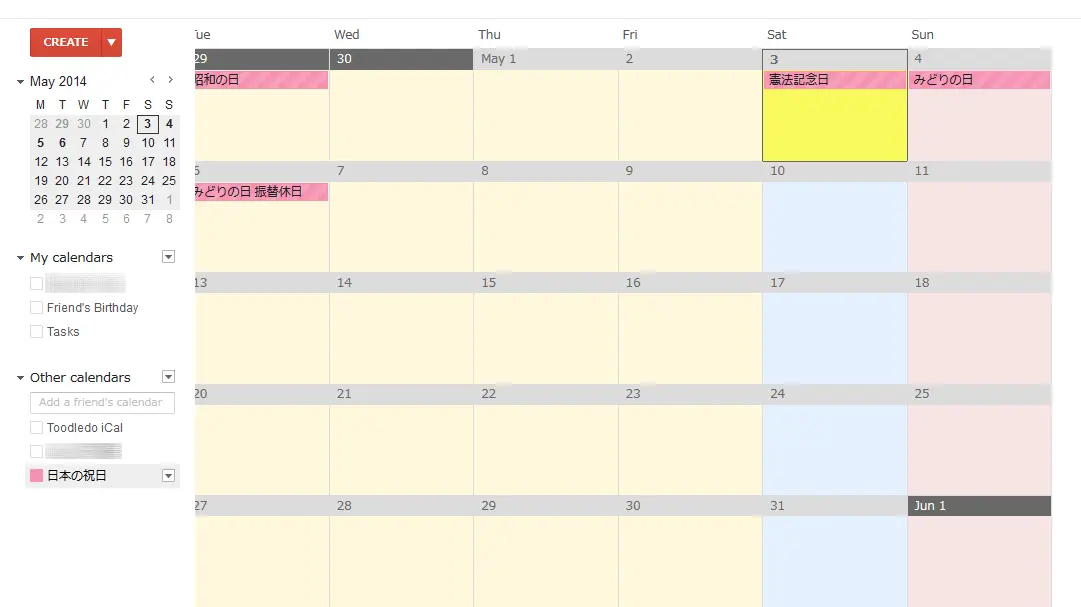 CREATE
May 2014
M T W T F S S
28 29 30 1 2 3 4
5 6 7 8 9 10 11
12 13 14 15 16 17 18
19 20 21 22 23 24 25
26 27 28 29 30 31 1
2 3 4 5 6 7 8
My calendars
Friend's Birthday
Tasks
Other calendars
Add a friend's calendar
Toodledo iCal
日本の祝日
Tue Wed Thu Fri Sat Sun
29 30 May 1 2 3 4
昭和の日 憲法記念日 みどりの日
6 7 8 9 10 11
みどりの日 振替休日
13 14 15 16 17 18
20 21 22 23 24 25
27 28 29 30 31 Jun 1